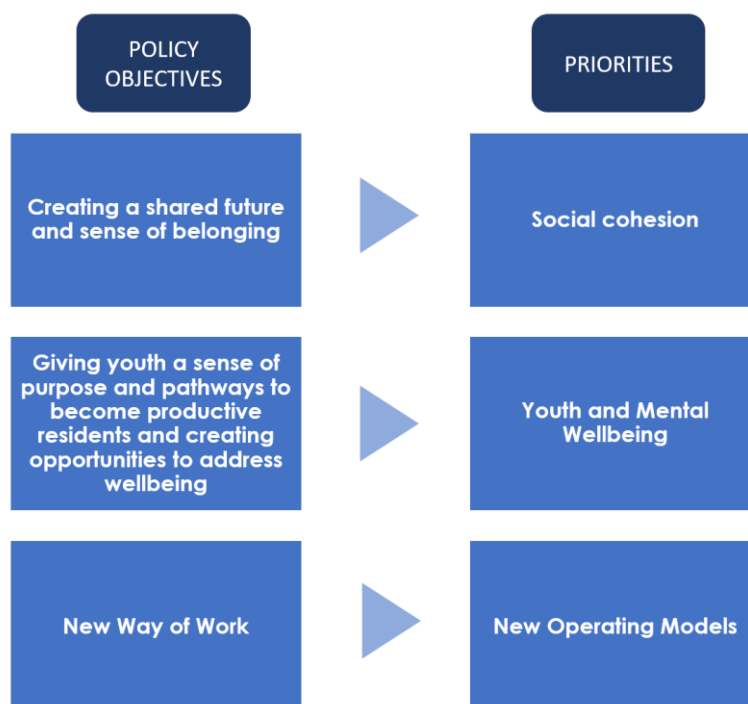 POLICY
OBJECTIVES
PRIORITIES
Creating a shared future
and sense of belonging
Social cohesion
Giving youth a sense of
purpose and pathways to
become productive
residents and creating
opportunities to address
wellbeing
Youth and Mental
Wellbeing
New Way of Work
New Operating Models